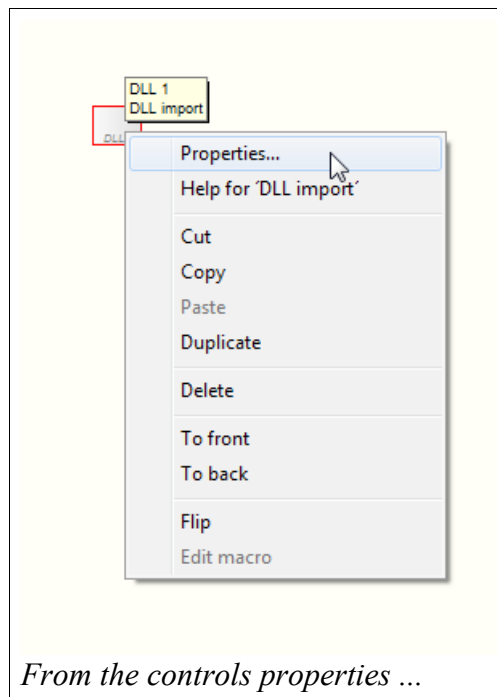 DLL 1
DLL import
DLL
Properties...
Help for ´DLL import´
Cut
Copy
Paste
Duplicate
Delete
To front
To back
Flip
Edit macro
From the controls properties ...